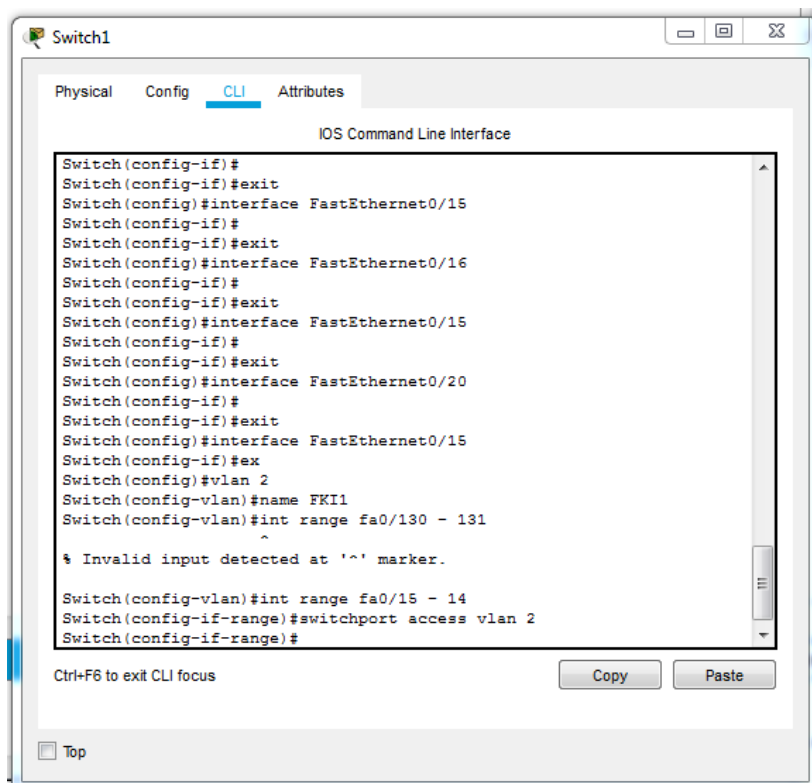 Switch1
Physical Config CLI Attributes
IOS Command Line Interface
Switch(config-if)#
Switch(config-if)#exit
Switch(config)#interface FastEthernet0/15
Switch(config-if)#
Switch(config-if)#exit
Switch(config)#interface FastEthernet0/16
Switch(config-if)#
Switch(config-if)#exit
Switch(config)#interface FastEthernet0/15
Switch(config-if)#
Switch(config-if)#exit
Switch(config)#interface FastEthernet0/20
Switch(config-if)#
Switch(config-if)#exit
Switch(config)#interface FastEthernet0/15
Switch(config-if)#ex
Switch(config)#vlan 2
Switch(config-vlan)#name FKI1
Switch(config-vlan)#int range fa0/130 - 131
^
% Invalid input detected at '^' marker.
Switch(config-vlan)#int range fa0/15 - 14
Switch(config-if-range)#switchport access vlan 2
Switch(config-if-range)#
Ctrl+F6 to exit CLI focus Copy Paste
Top